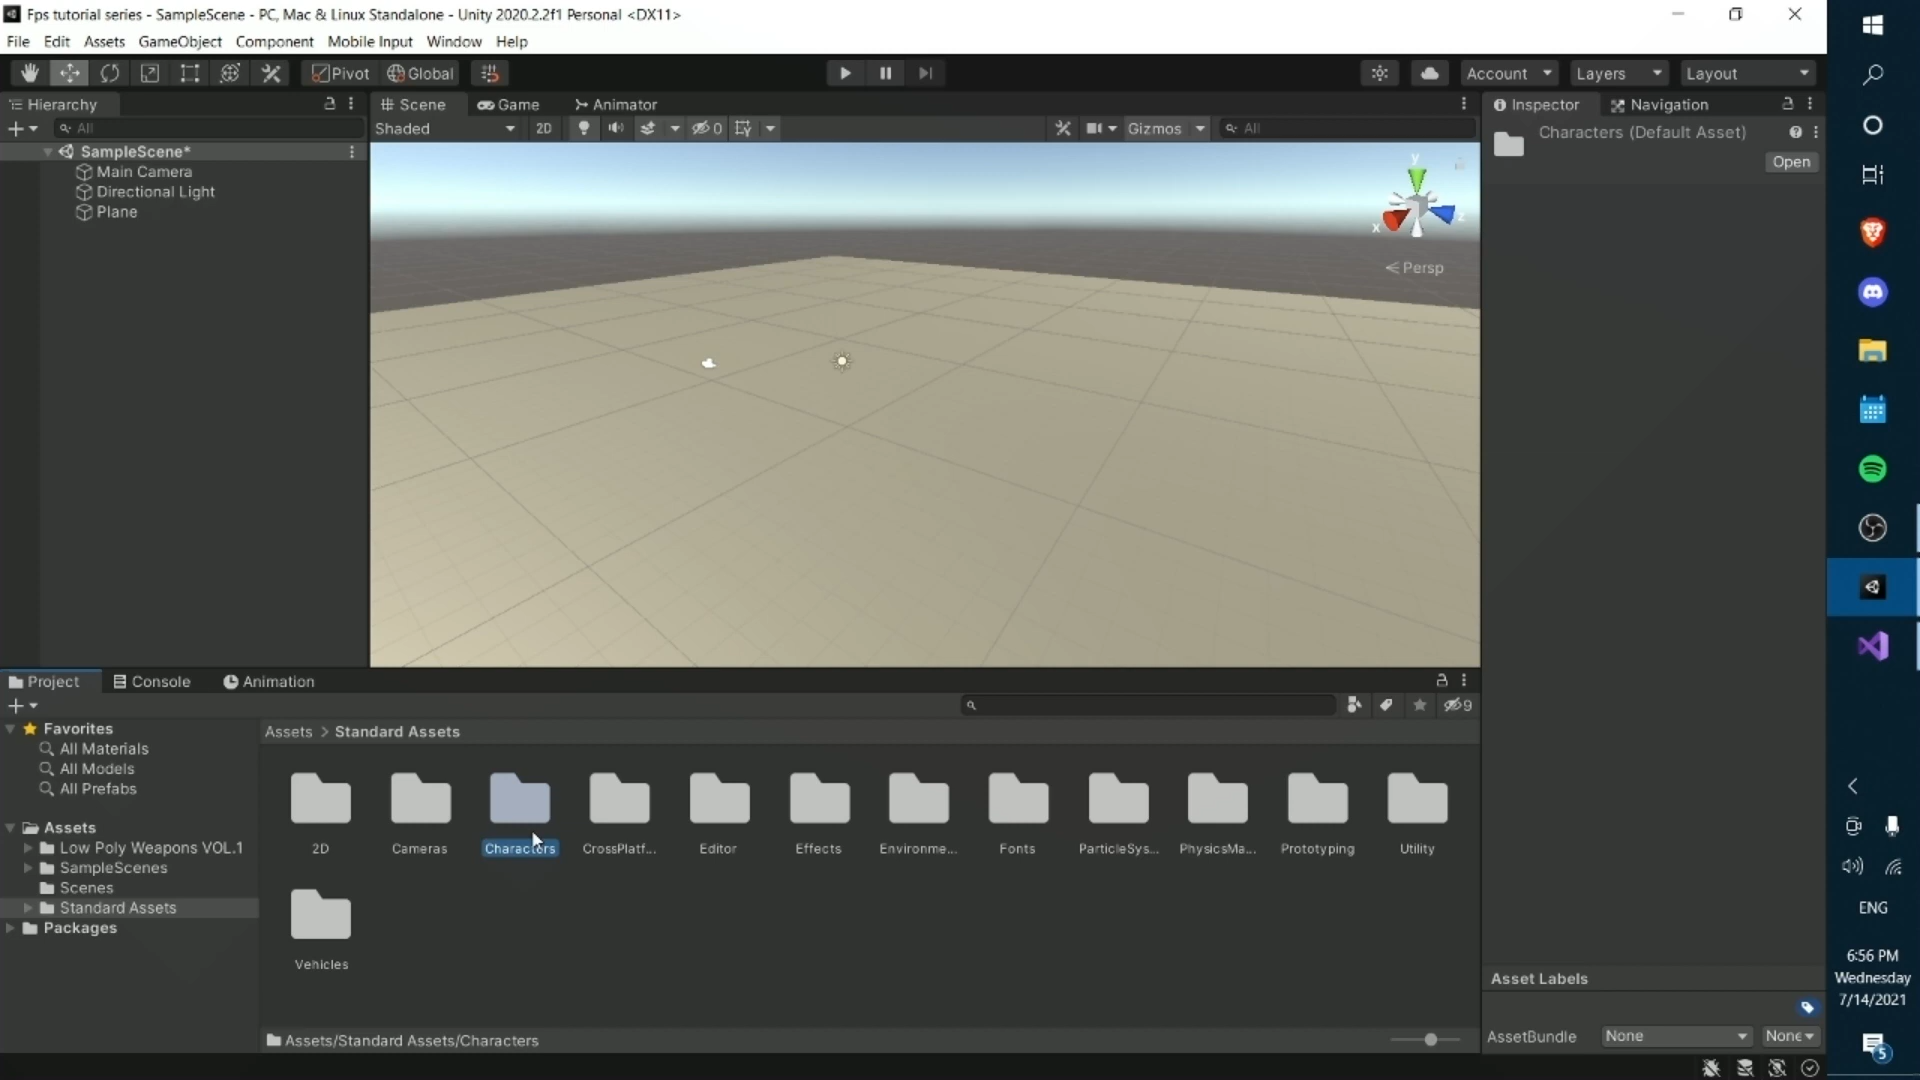 Fps tutorial series - SampleScene - PC, Mac & Linux Standalone - Unity 2020.2.2f1 Personal <DX11>
File Edit Assets GameObject Component Mobile Input Window Help
Pivot Global Account Layers Layout
Hierarchy
All
SampleScene*
Main Camera
Directional Light
Plane
Scene Game Animator
Shaded 2D 0 Gizmos All
y
x
z
Persp
Inspector Navigation
Characters (Default Asset)
Open
Project Console Animation
9
Favorites
All Materials
All Models
All Prefabs
Assets
Low Poly Weapons VOL.1
SampleScenes
Scenes
Standard Assets
Packages
Assets > Standard Assets
2D Cameras Characters CrossPlatf... Editor Effects Environme... Fonts ParticleSys... PhysicsMa... Prototyping Utility
Vehicles
Assets/Standard Assets/Characters
Asset Labels
AssetBundle None None
ENG
6:56 PM
Wednesday
7/14/2021
5